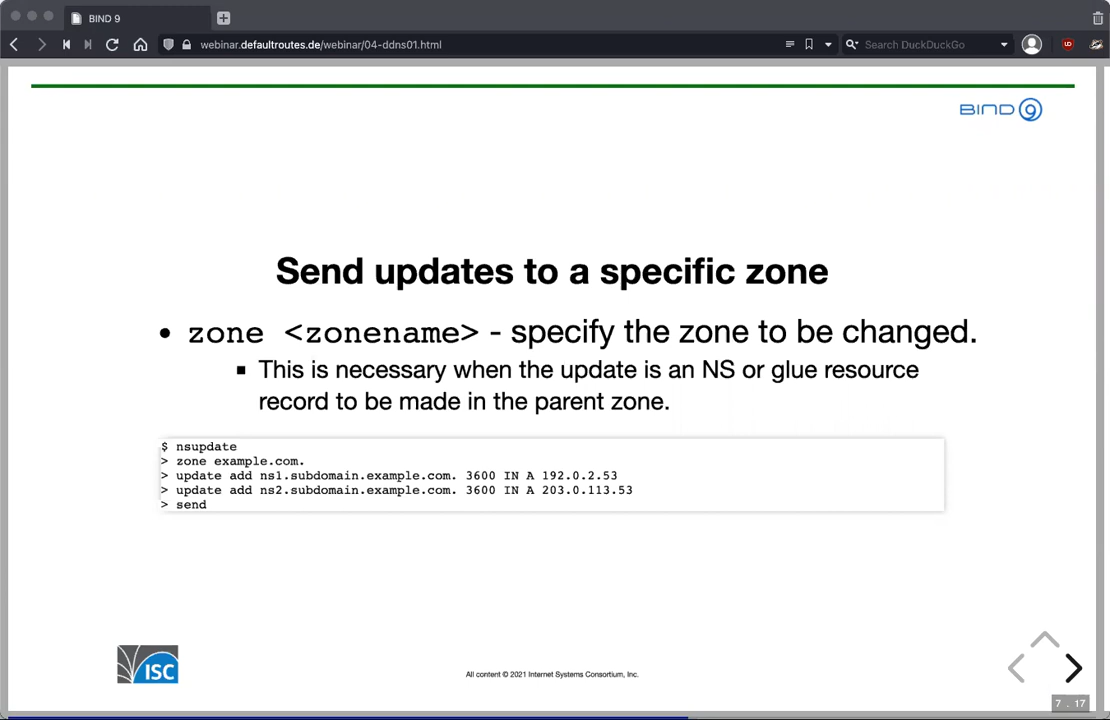 BIND 9
webinar.defaultroutes.de/webinar/04-ddns01.html
Search DuckDuckGo
BIND 9
Send updates to a specific zone
• zone <zonename> - specify the zone to be changed.
▪ This is necessary when the update is an NS or glue resource
record to be made in the parent zone.
$ nsupdate
> zone example.com.
> update add ns1.subdomain.example.com. 3600 IN A 192.0.2.53
> update add ns2.subdomain.example.com. 3600 IN A 203.0.113.53
> send
ISC
All content © 2021 Internet Systems Consortium, Inc.
7 . 17